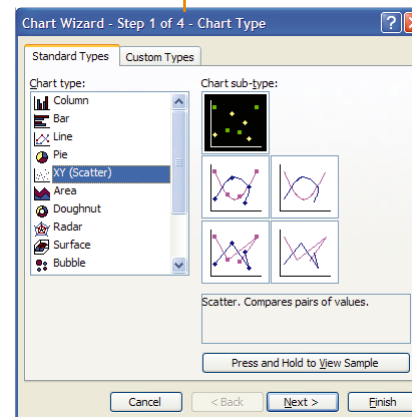 Chart Wizard - Step 1 of 4 - Chart Type
Standard Types
Custom Types
Chart type:
Column
Bar
Line
Pie
XY (Scatter)
Area
Doughnut
Radar
Surface
Bubble
Chart sub-type:
Scatter. Compares pairs of values.
Press and Hold to View Sample
Cancel
< Back
Next >
Finish